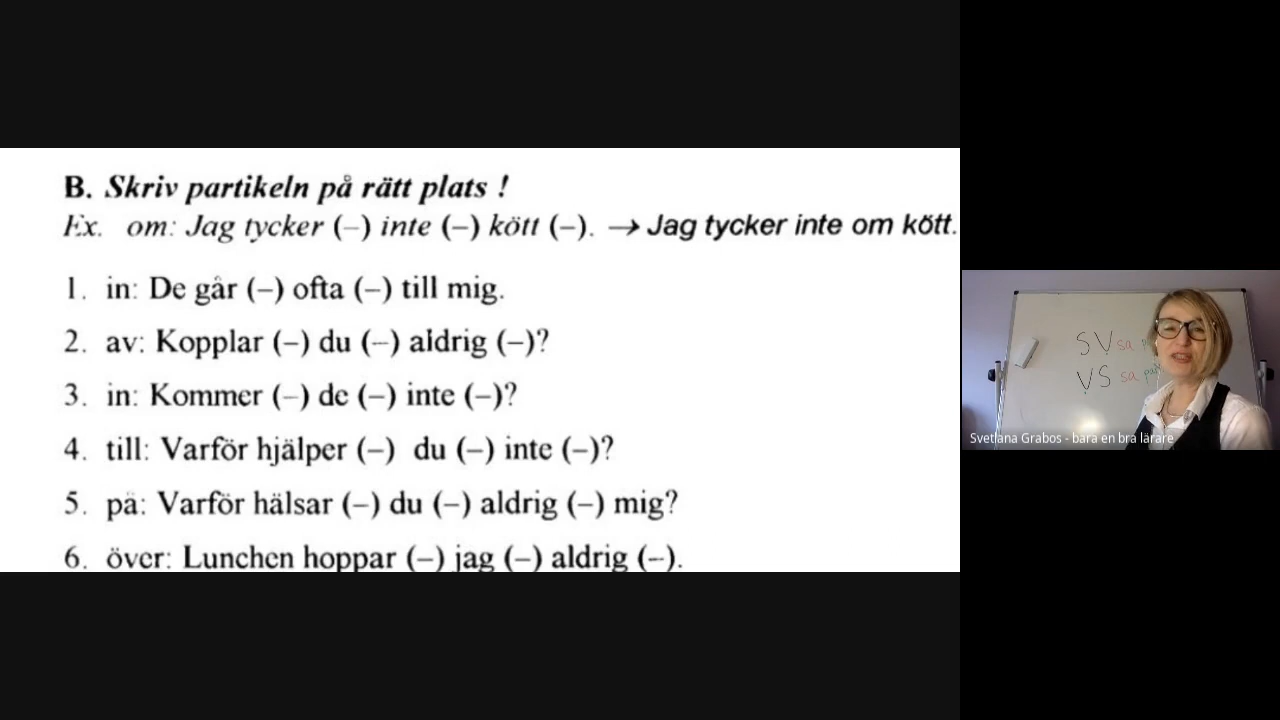 B. Skriv partikeln på rätt plats !
Ex. om: Jag tycker (–) inte (–) kött (–). → Jag tycker inte om kött.
1. in: De går (–) ofta (–) till mig.
2. av: Kopplar (–) du (–) aldrig (–)?
3. in: Kommer (–) de (–) inte (–)?
4. till: Varför hjälper (–) du (–) inte (–)?
5. på: Varför hälsar (–) du (–) aldrig (–) mig?
6. över: Lunchen hoppar (–) jag (–) aldrig (–).
SV sa
VS sa
Svetlana Grabos - bara en bra lärare